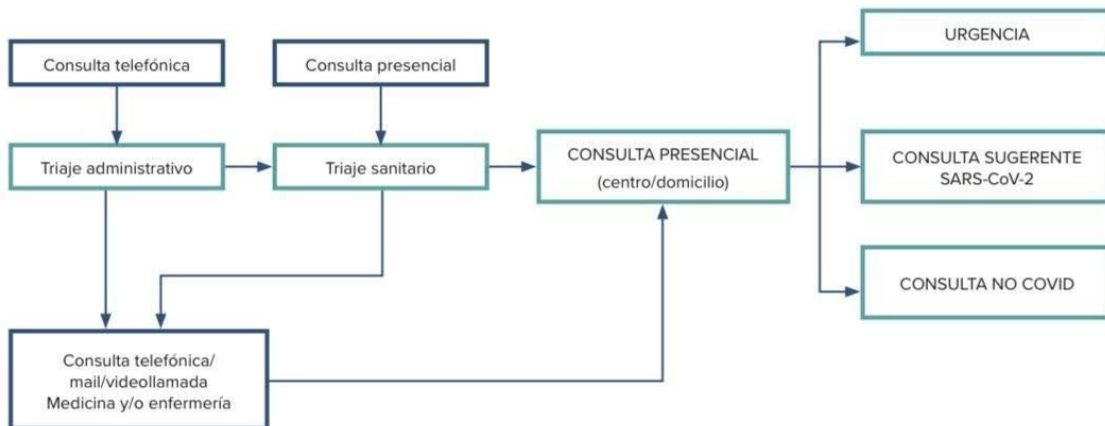 Consulta telefónica
Consulta presencial
URGENCIA
Triaje administrativo
Triaje sanitario
CONSULTA PRESENCIAL
(centro/domicilio)
CONSULTA SUGERENTE
SARS-CoV-2
CONSULTA NO COVID
Consulta telefónica/
mail/videollamada
Medicina y/o enfermería